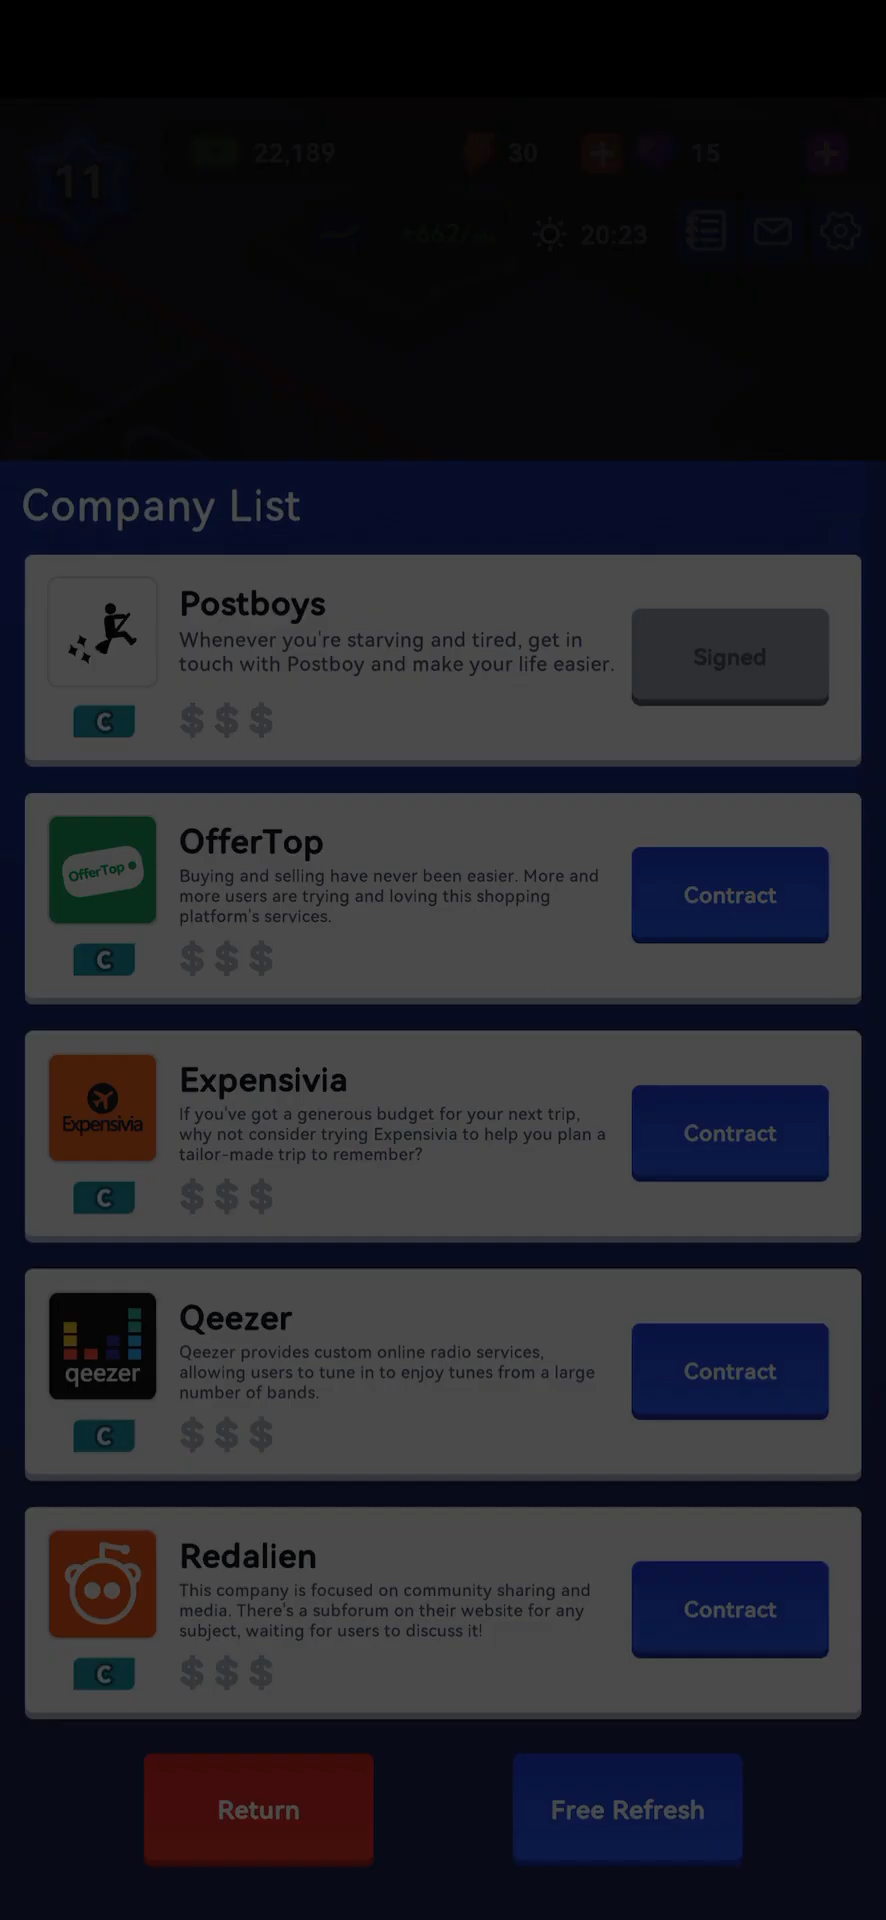 11
22,189
30
15
20:23
Company List
Postboys
Whenever you're starving and tired, get in
touch with Postboy and make your life easier.
Signed
C
$ $ $
OfferTop
OfferTop
Buying and selling have never been easier. More and
more users are trying and loving this shopping
platform's services.
Contract
C
$ $ $
Expensivia
Expensivia
If you've got a generous budget for your next trip,
why not consider trying Expensivia to help you plan a
tailor-made trip to remember?
Contract
C
$ $ $
qeezer
Qeezer
Qeezer provides custom online radio services,
allowing users to tune in to enjoy tunes from a large
number of bands.
Contract
C
$ $ $
Redalien
This company is focused on community sharing and
media. There's a subforum on their website for any
subject, waiting for users to discuss it!
Contract
C
$ $ $
Return
Free Refresh